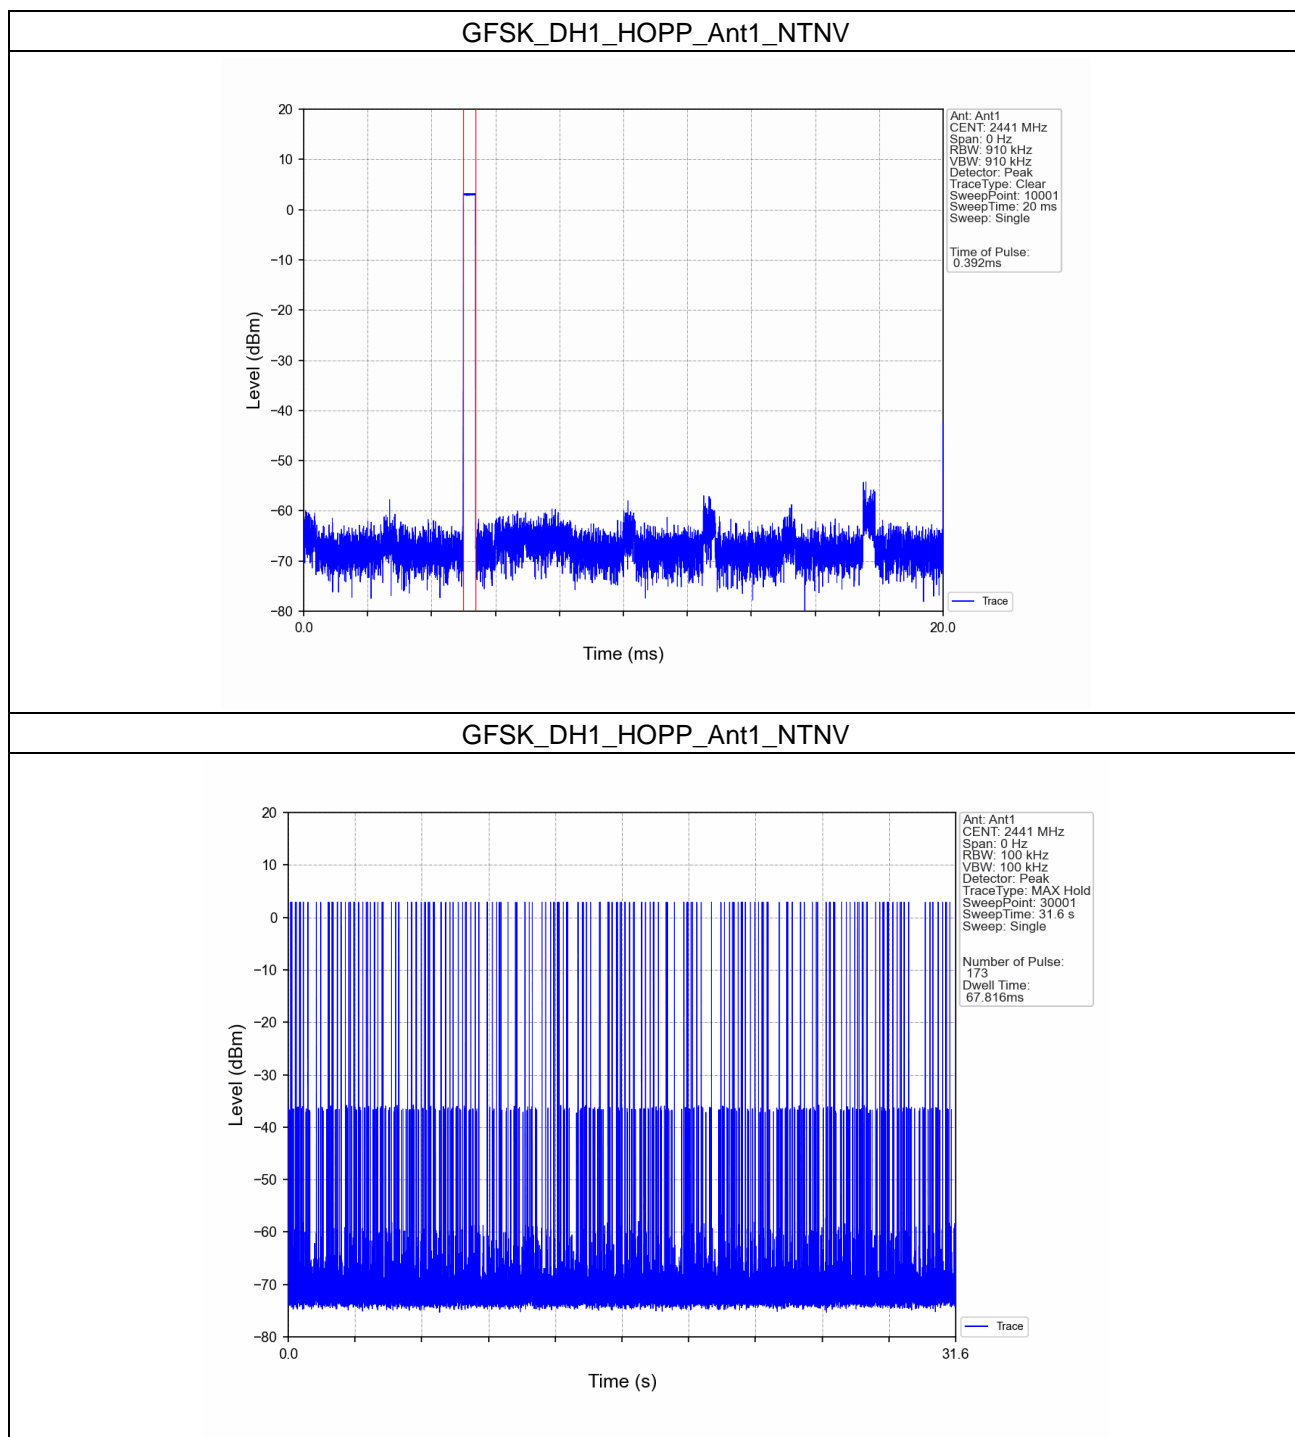 GFSK_DH1_HOPP_Ant1_NTNV
20
10
0
−10
−20
−30
−40
−50
−60
−70
−80
Level (dBm)
0.0
20.0
Time (ms)
Ant: Ant1
CENT: 2441 MHz
Span: 0 Hz
RBW: 910 kHz
VBW: 910 kHz
Detector: Peak
TraceType: Clear
SweepPoint: 10001
SweepTime: 20 ms
Sweep: Single
Time of Pulse:
0.392ms
Trace
GFSK_DH1_HOPP_Ant1_NTNV
20
10
0
−10
−20
−30
−40
−50
−60
−70
−80
Level (dBm)
0.0
31.6
Time (s)
Ant: Ant1
CENT: 2441 MHz
Span: 0 Hz
RBW: 100 kHz
VBW: 100 kHz
Detector: Peak
TraceType: MAX Hold
SweepPoint: 30001
SweepTime: 31.6 s
Sweep: Single
Number of Pulse:
173
Dwell Time:
67.816ms
Trace